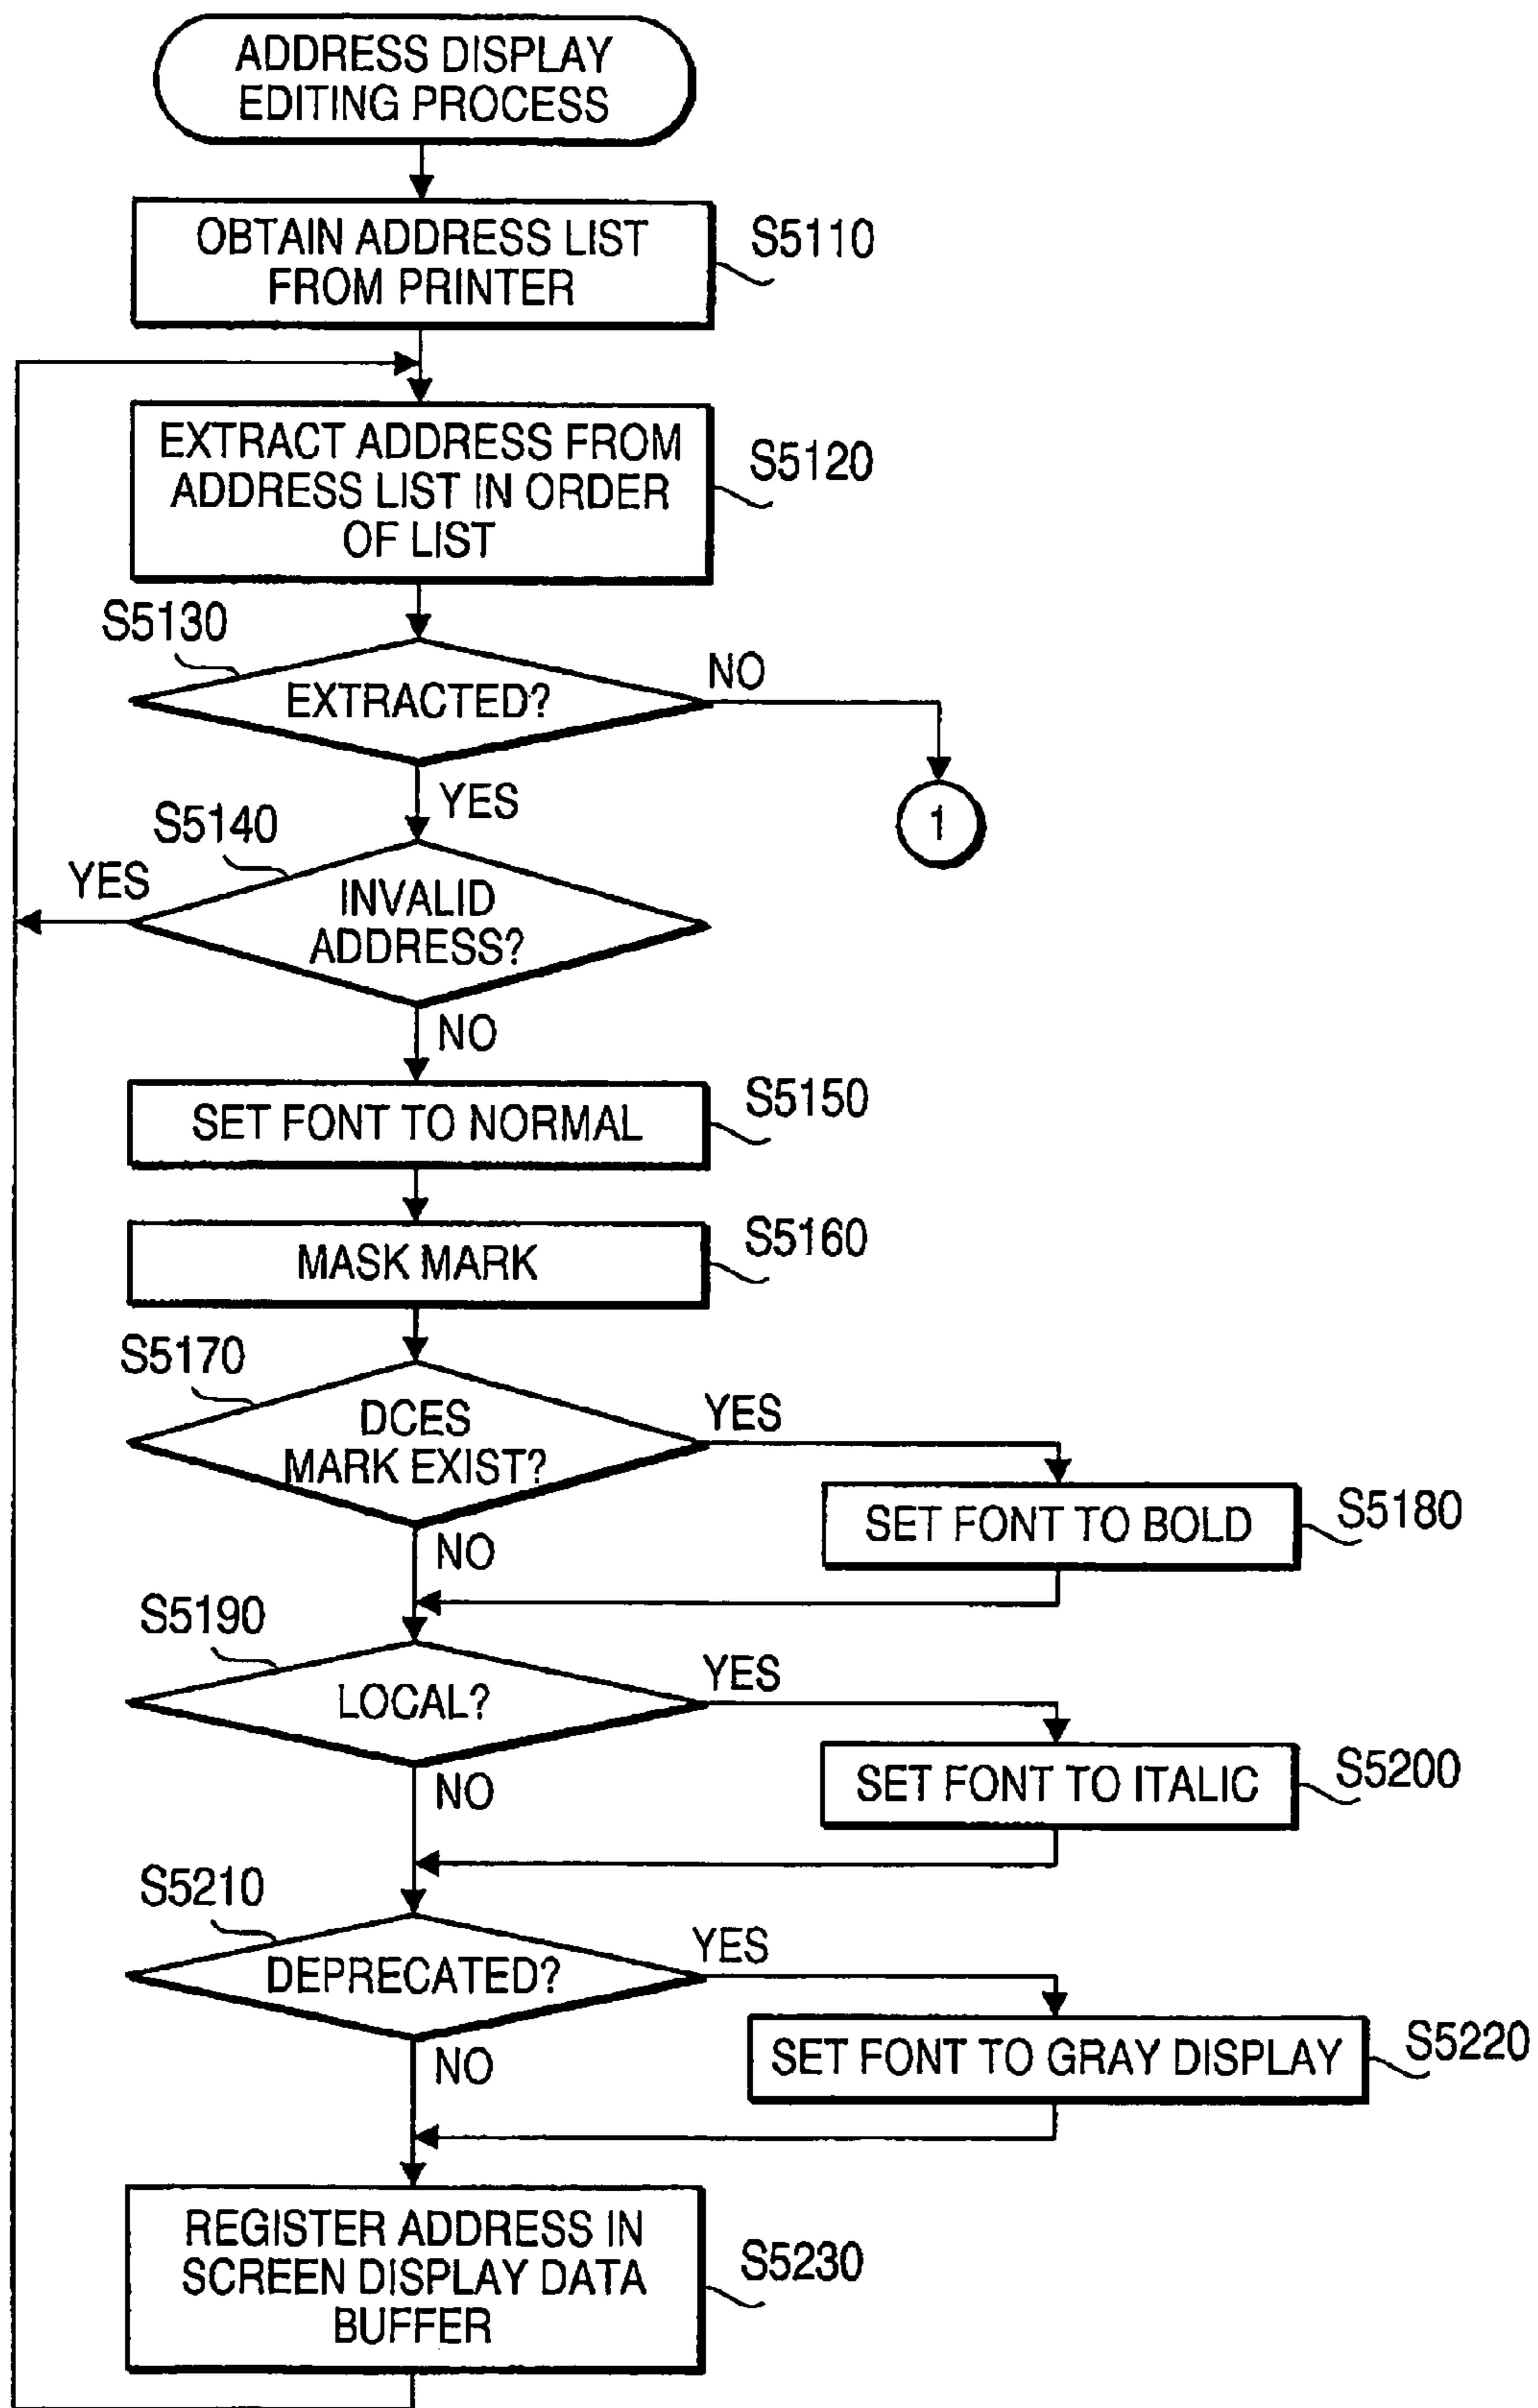 ADDRESS DISPLAY
EDITING PROCESS
OBTAIN ADDRESS LIST
FROM PRINTER
S5110
EXTRACT ADDRESS FROM
ADDRESS LIST IN ORDER
OF LIST
S5120
S5130
EXTRACTED?
NO
1
YES
S5140
YES
INVALID
ADDRESS?
NO
SET FONT TO NORMAL
S5150
MASK MARK
S5160
S5170
DCES
MARK EXIST?
YES
SET FONT TO BOLD
S5180
NO
S5190
LOCAL?
YES
SET FONT TO ITALIC
S5200
NO
S5210
DEPRECATED?
YES
SET FONT TO GRAY DISPLAY
S5220
NO
REGISTER ADDRESS IN
SCREEN DISPLAY DATA
BUFFER
S5230